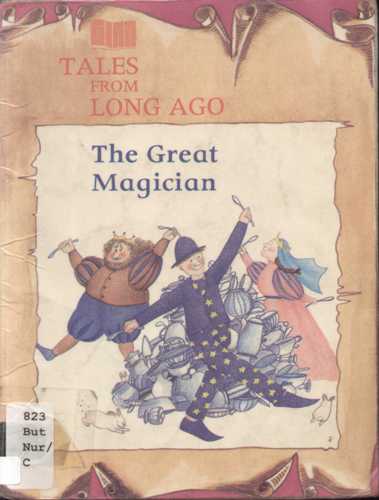 TALES
FROM
LONG AGO
The Great
Magician
823
But
Nur/
C